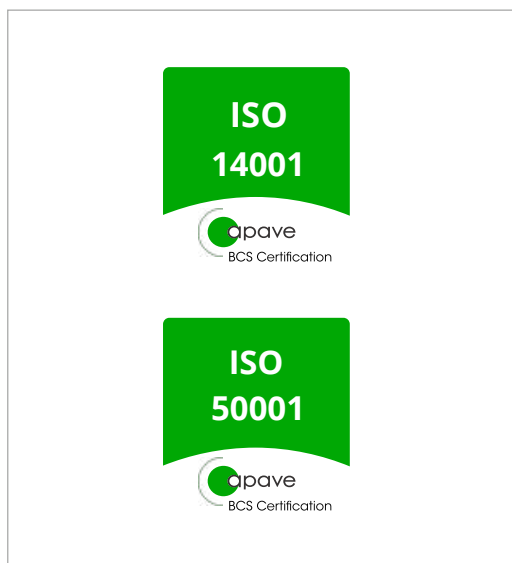 ISO
14001
apave
BCS Certification
ISO
50001
apave
BCS Certification